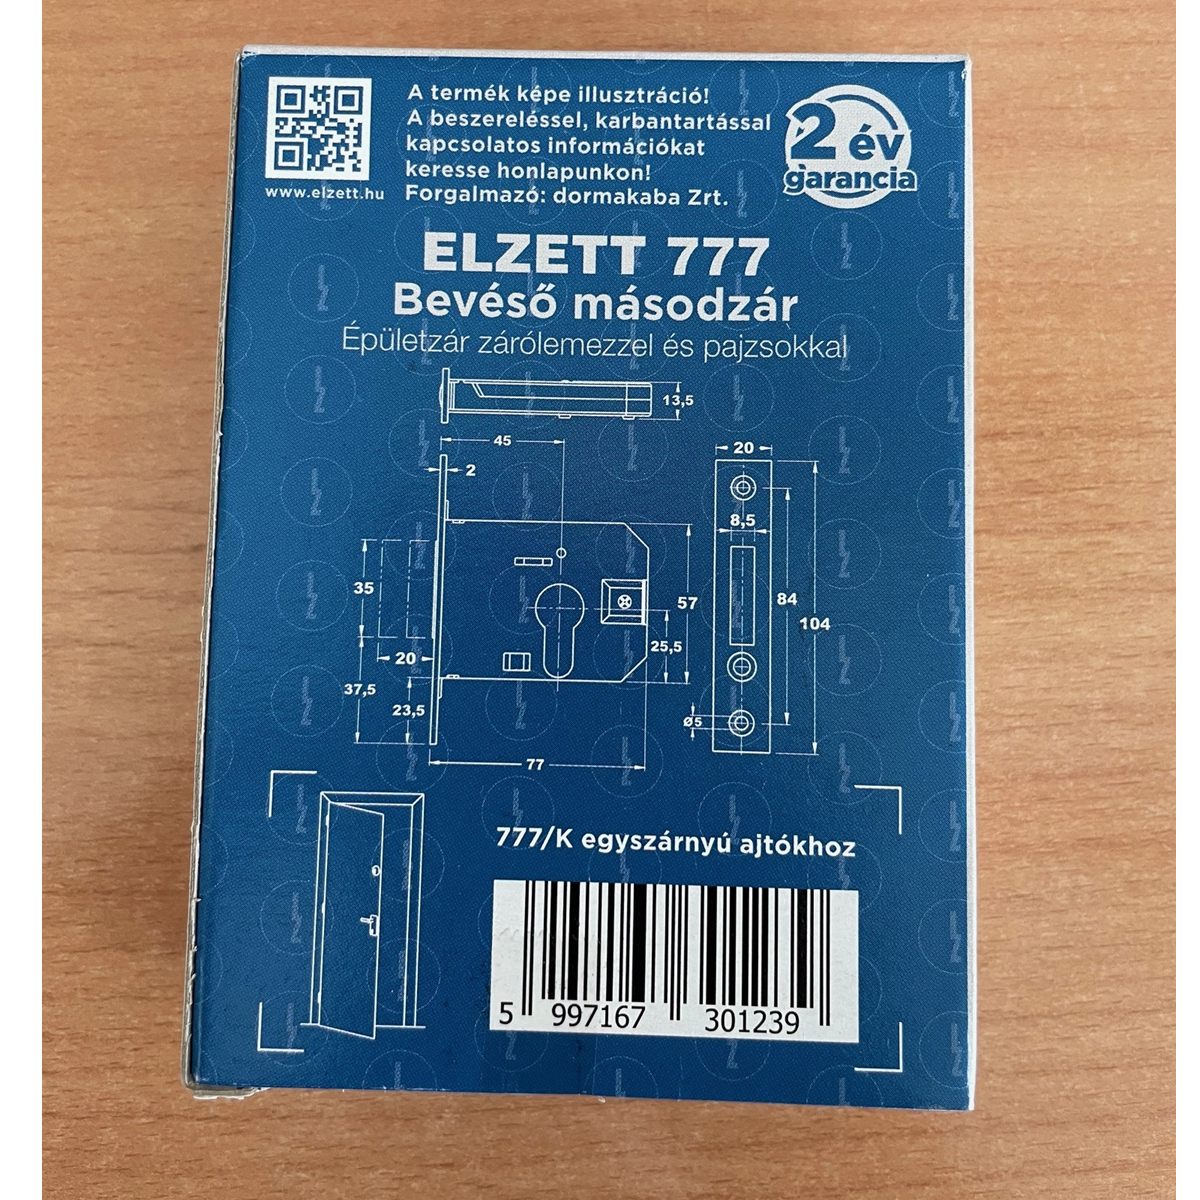 A termék képe illusztráció!
A beszereléssel, karbantartással
kapcsolatos információkat
keresse honlapunkon!
Forgalmazó: dormakaba Zrt.
www.elzett.hu
2 év
garancia
ELZETT 777
Bevéső másodzár
Épületzár zárólemezzel és pajzsokkal
13,5
45
2
20
8,5
35
57
84
104
25,5
20
37,5
23,5
ø5
77
777/K egyszárnyú ajtókhoz
5 997167 301239